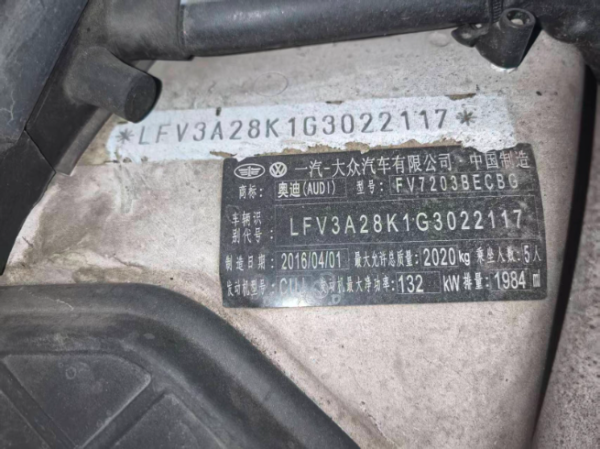 *LFV3A28K1G3022117*
一汽-大众汽车有限公司·中国制造
商标: 奥迪(AUDI) 型号: FV7203BECBG
车辆识别代号: LFV3A28K1G3022117
制造日期: 2016/04/01 最大允许总质量: 2020kg 乘坐人数: 5人
发动机型号: 发动机最大净功率: 132 kW 排量: 1984 ml